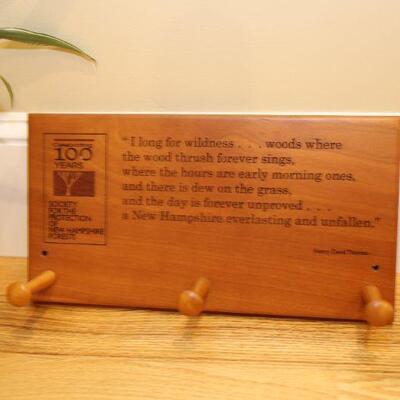 100
YEARS
SOCIETY
FOR THE
PROTECTION
OF
NEW HAMPSHIRE
FORESTS
"I long for wildness . . . woods where
the wood thrush forever sings,
where the hours are early morning ones,
and there is dew on the grass,
and the day is forever unproved . . .
a New Hampshire everlasting and unfallen."
Henry David Thoreau